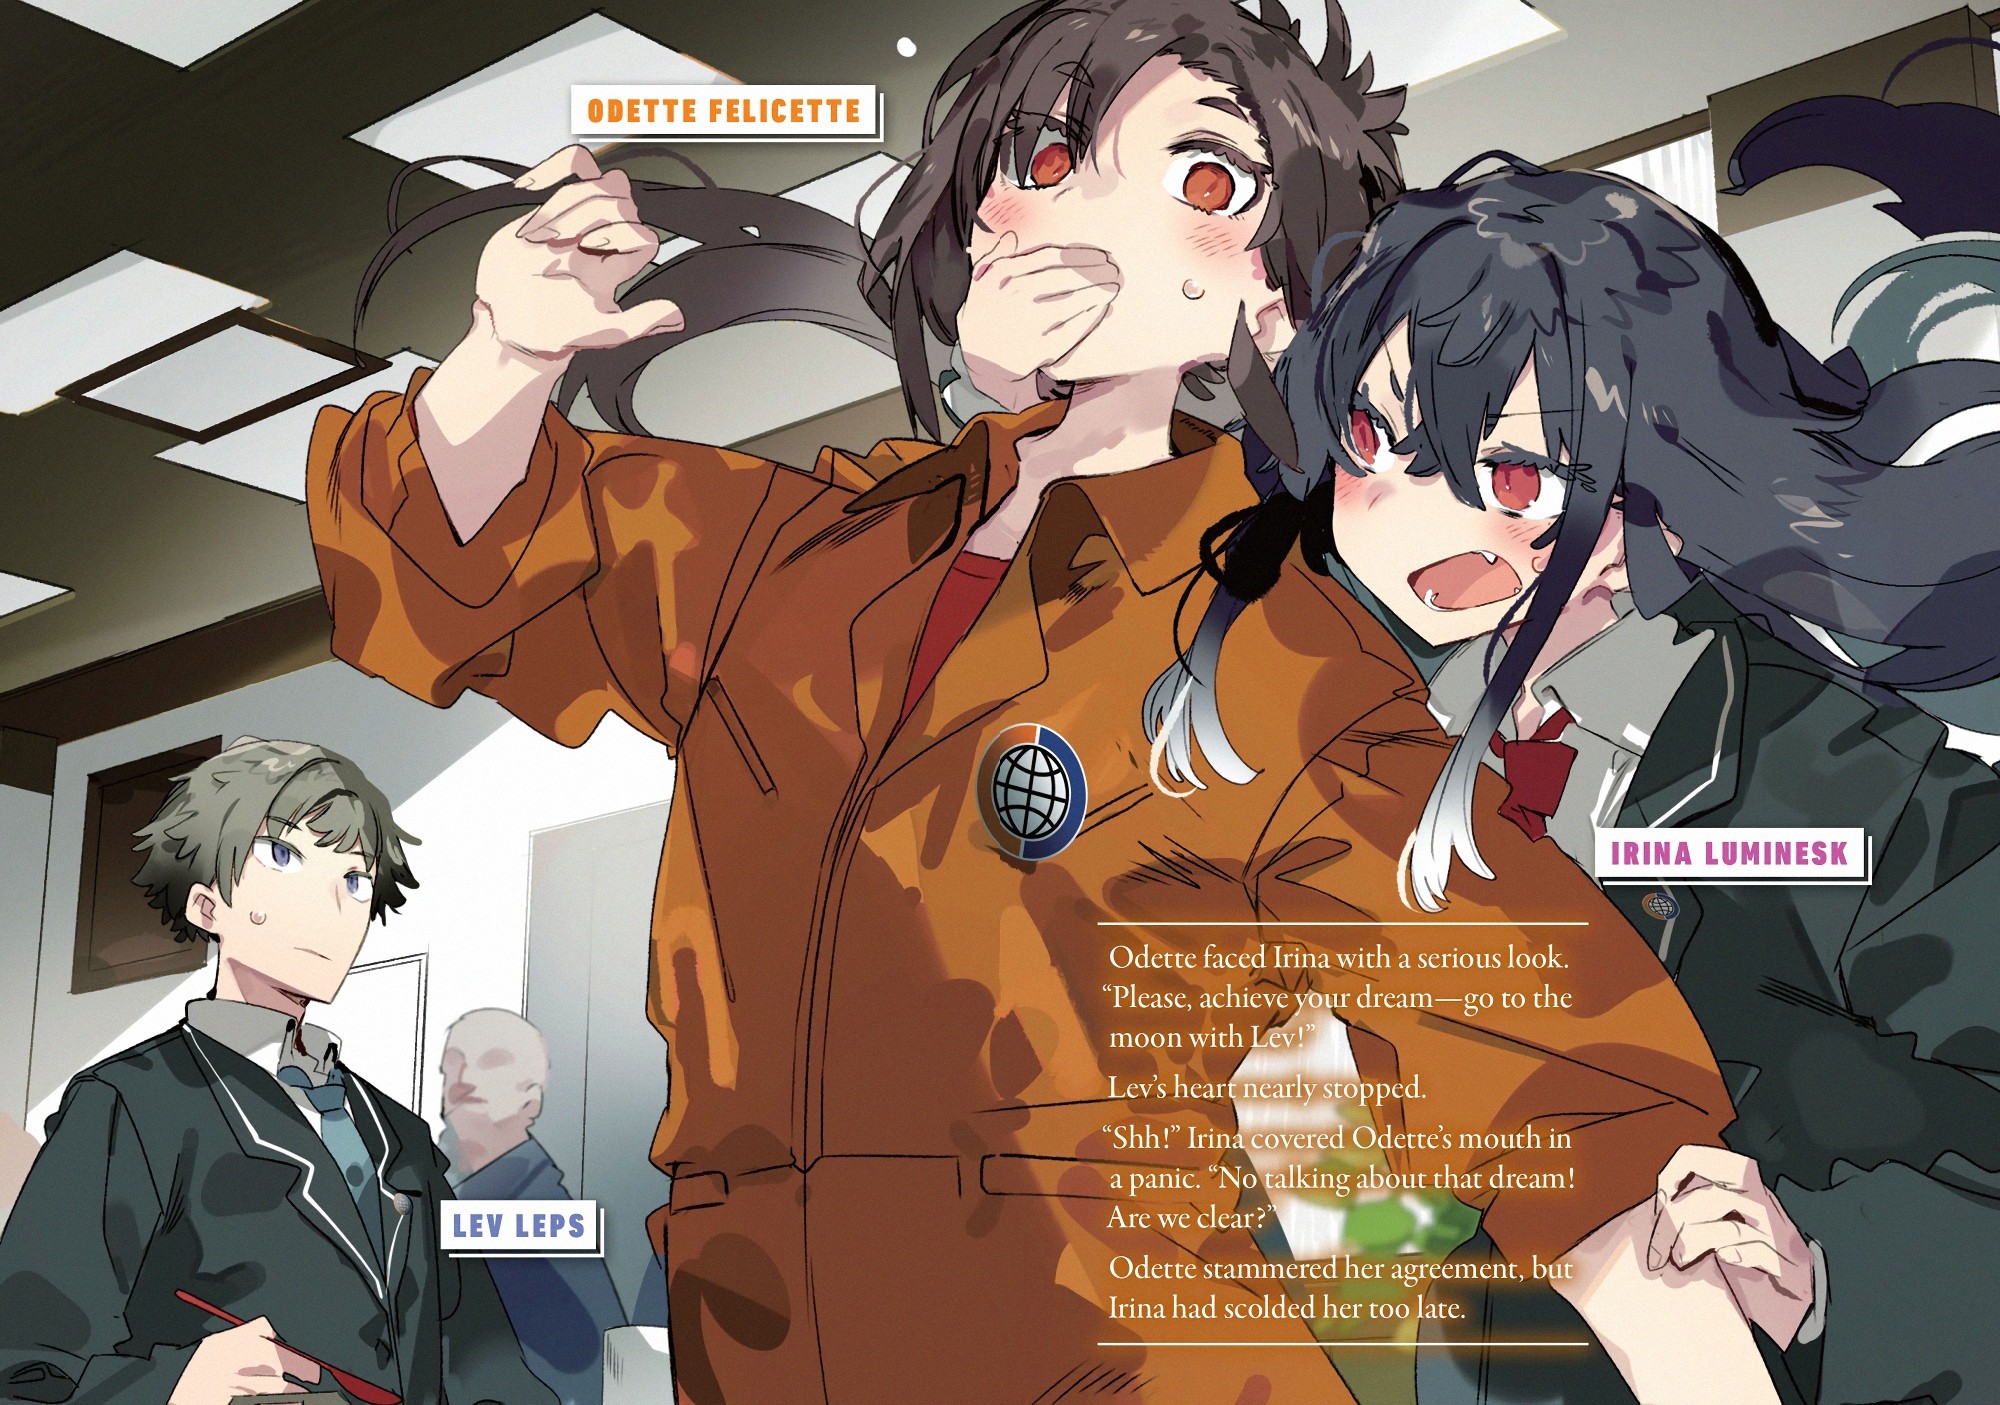 ODETTE FELICETTE
IRINA LUMINESK
LEV LEPS
Odette faced Irina with a serious look.
“Please, achieve your dream—go to the
moon with Lev!”
Lev’s heart nearly stopped.
“Shh!” Irina covered Odette’s mouth in
a panic. “No talking about that dream!
Are we clear?”
Odette stammered her agreement, but
Irina had scolded her too late.